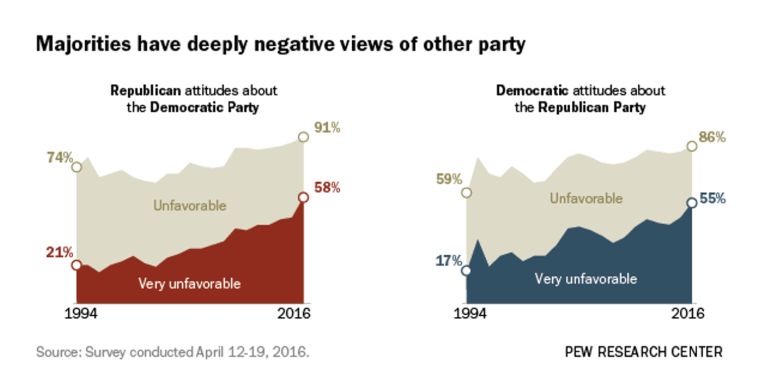 Majorities have deeply negative views of other party
Republican attitudes about
the Democratic Party
91%
74%
58%
Unfavorable
21%
Very unfavorable
1994
2016
Democratic attitudes about
the Republican Party
86%
59%
55%
Unfavorable
17%
Very unfavorable
1994
2016
Source: Survey conducted April 12-19, 2016.
PEW RESEARCH CENTER